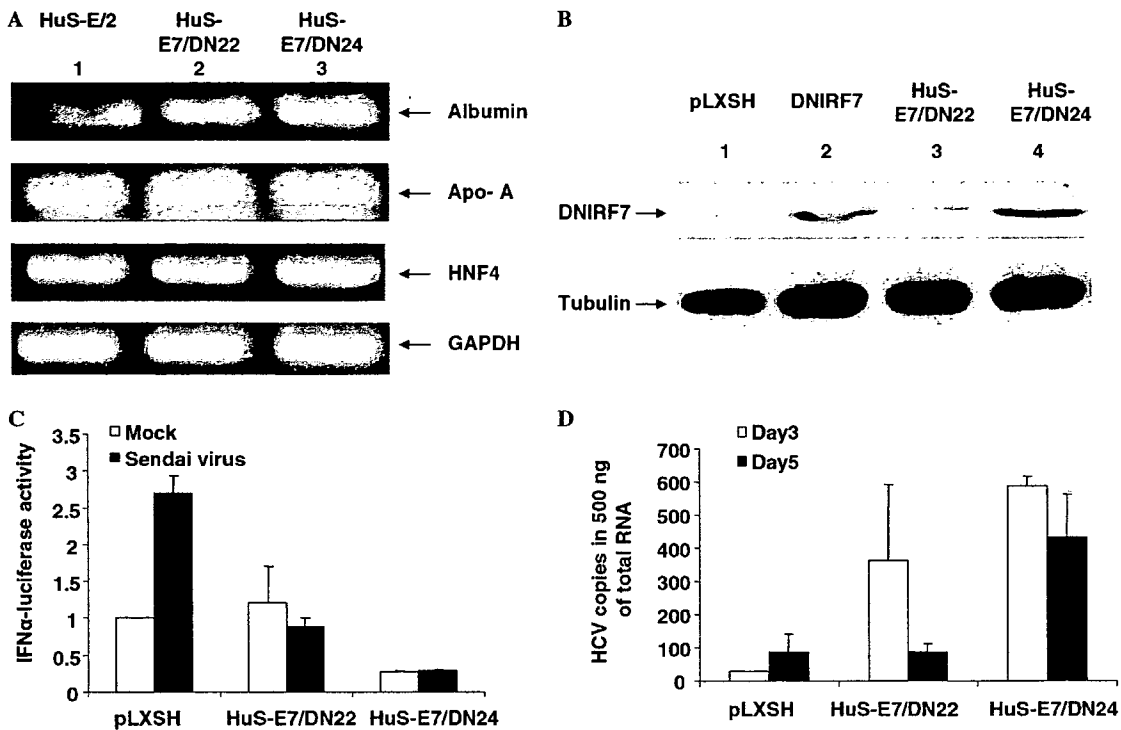 A
HuS-E/2
HuS-
E7/DN22
HuS-
E7/DN24
1
2
3
Albumin
Apo- A
HNF4
GAPDH
B
pLXSH
DNIRF7
HuS-
E7/DN22
HuS-
E7/DN24
1
2
3
4
DNIRF7
Tubulin
C
IFNα-luciferase activity
3.5
3
2.5
2
1.5
1
0.5
0
Mock
Sendai virus
pLXSH
HuS-E7/DN22
HuS-E7/DN24
D
HCV copies in 500 ng
of total RNA
700
600
500
400
300
200
100
0
Day3
Day5
pLXSH
HuS-E7/DN22
HuS-E7/DN24